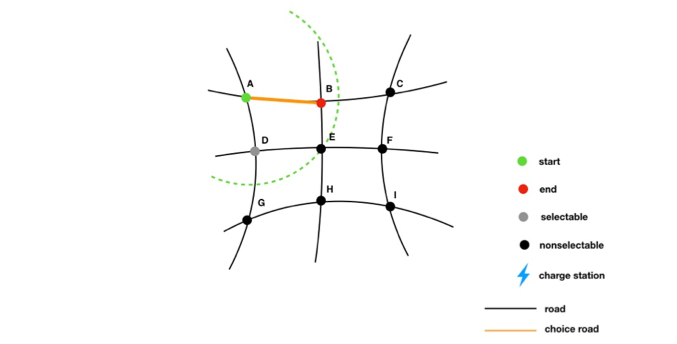 A
B
C
D
E
F
G
H
I
start
end
selectable
nonselectable
charge station
road
choice road